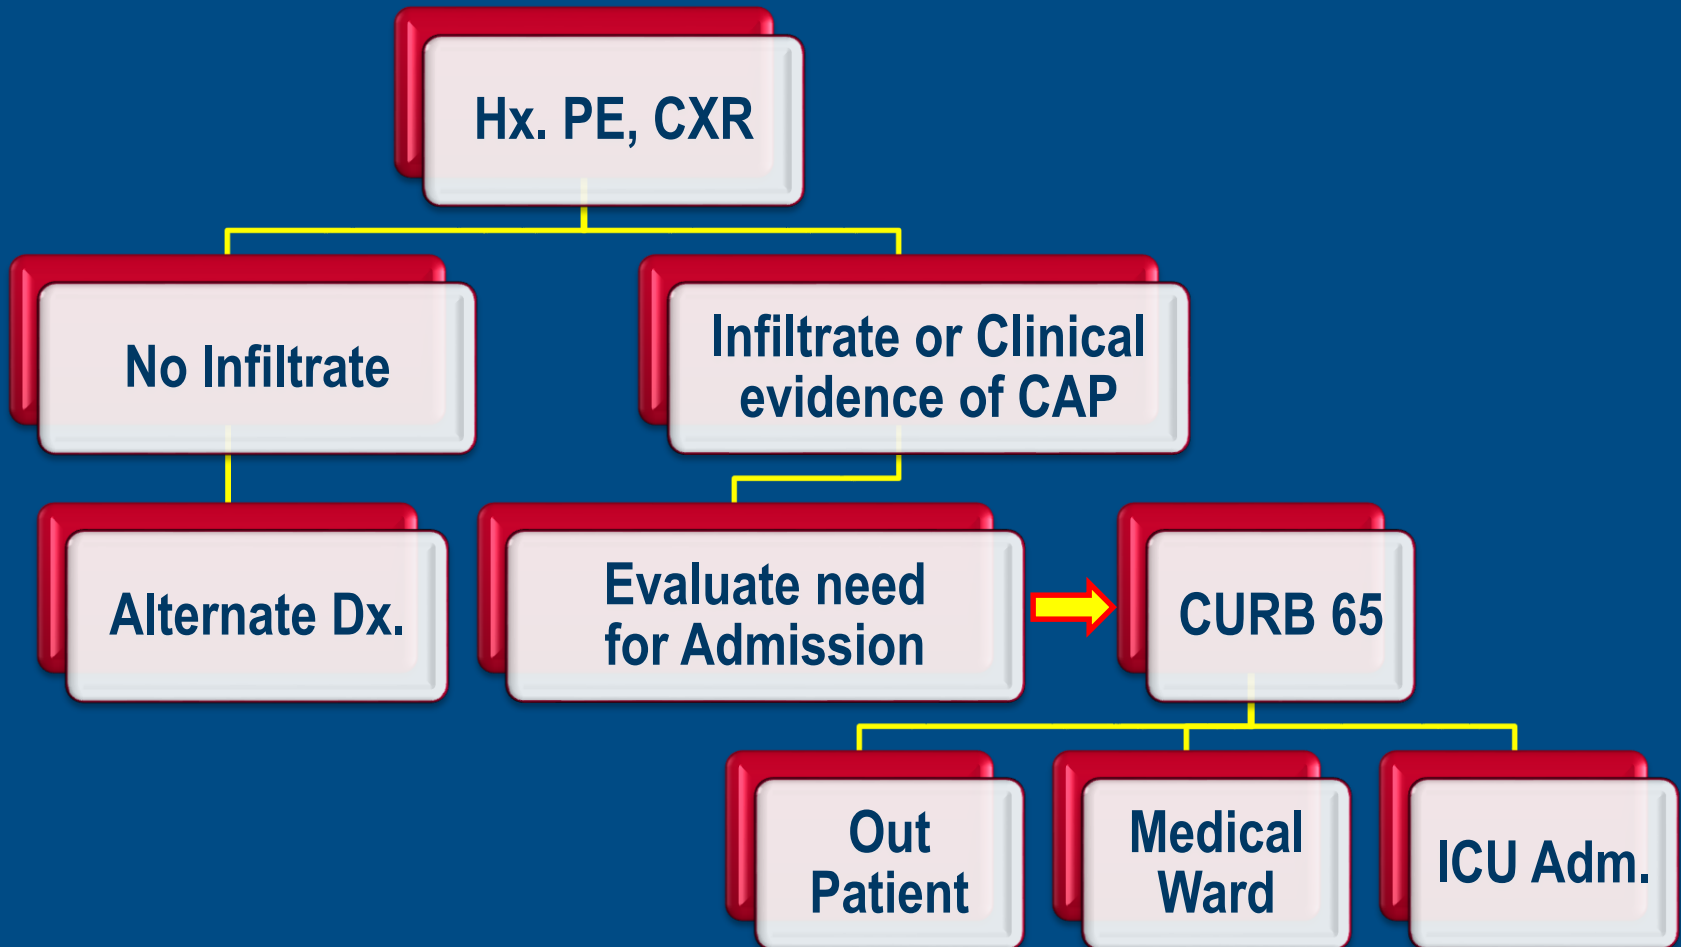 Hx. PE, CXR
No Infiltrate
Infiltrate or Clinical
evidence of CAP
Alternate Dx.
Evaluate need
for Admission
CURB 65
Out
Patient
Medical
Ward
ICU Adm.